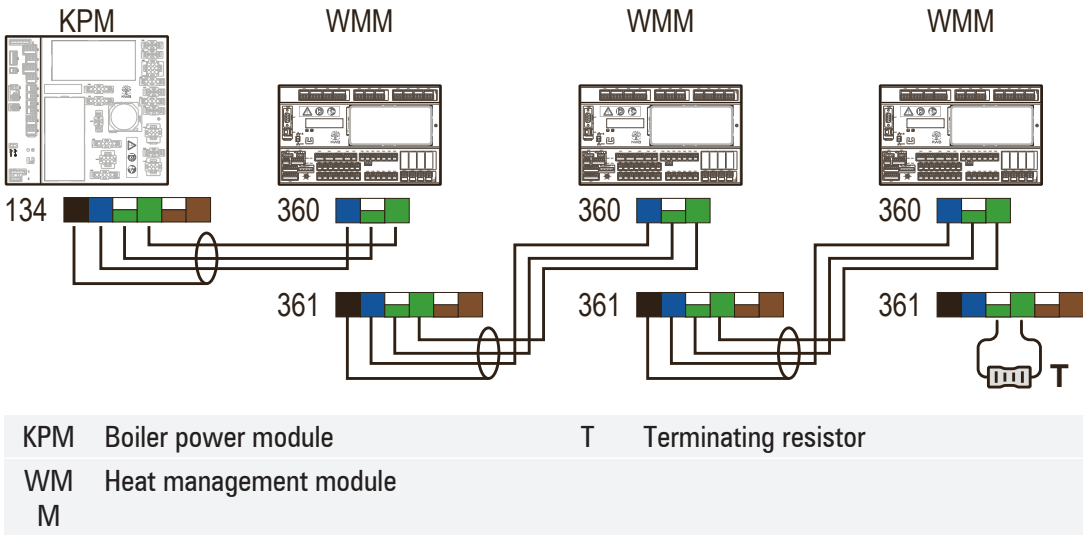 KPM WMM WMM WMM
134 360 360 360
361 361 361
T
KPM Boiler power module T Terminating resistor
WM Heat management module
M